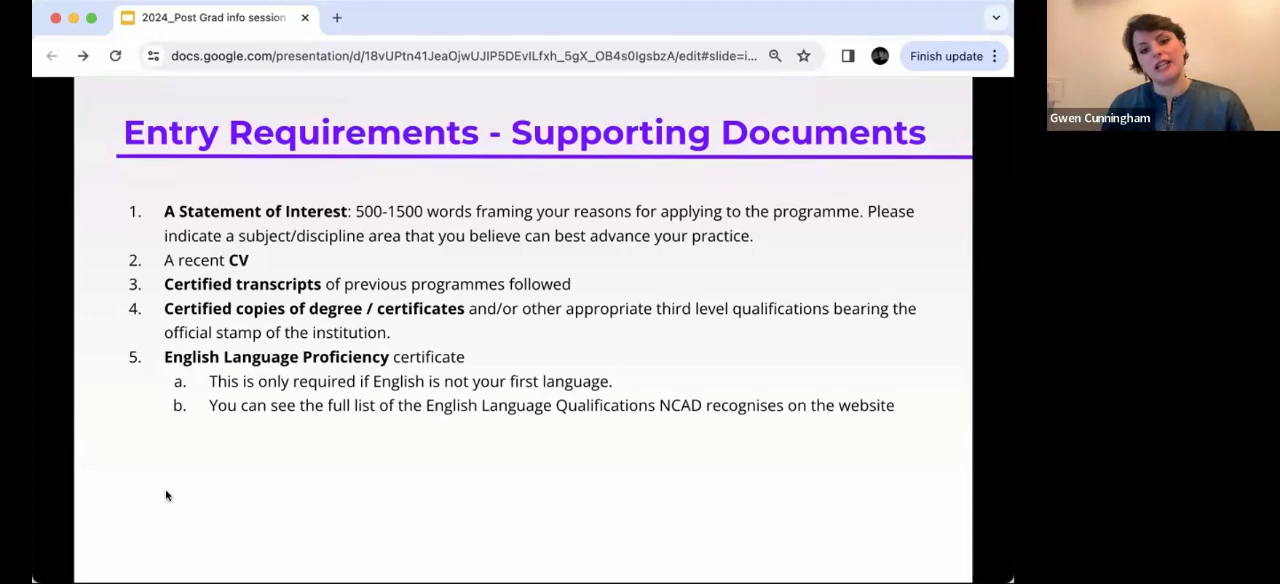 2024_Post Grad info session
docs.google.com/presentation/d/18vUPtn41JeaOjwUJIP5DEvILfxh_5gX_OB4s0IgsbzA/edit#slide=i...
Finish update
Gwen Cunningham
Entry Requirements - Supporting Documents
1. A Statement of Interest: 500-1500 words framing your reasons for applying to the programme. Please
indicate a subject/discipline area that you believe can best advance your practice.
2. A recent CV
3. Certified transcripts of previous programmes followed
4. Certified copies of degree / certificates and/or other appropriate third level qualifications bearing the
official stamp of the institution.
5. English Language Proficiency certificate
a. This is only required if English is not your first language.
b. You can see the full list of the English Language Qualifications NCAD recognises on the website